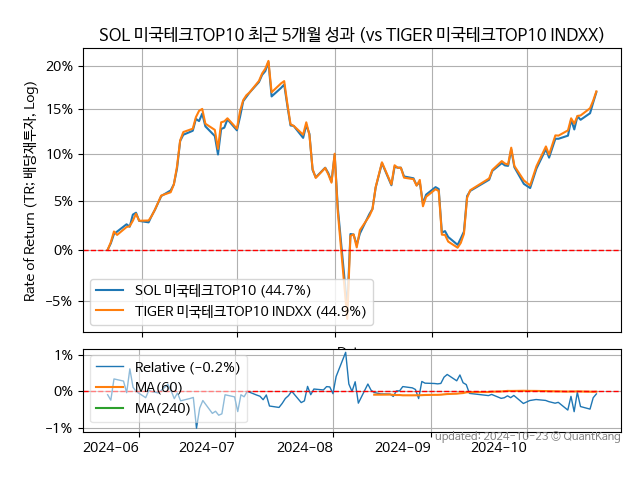 SOL 미국테크TOP10 최근 5개월 성과 (vs TIGER 미국테크TOP10 INDXX)
Rate of Return (TR: 배당재투자, Log)
20%
15%
10%
5%
0%
−5%
SOL 미국테크TOP10 (44.7%)
TIGER 미국테크TOP10 INDXX (44.9%)
1%
0%
−1%
Relative (−0.2%)
MA(60)
MA(240)
2024−06
2024−07
2024−08
2024−09
2024−10
updated: 2024−10−23 © QuantKang